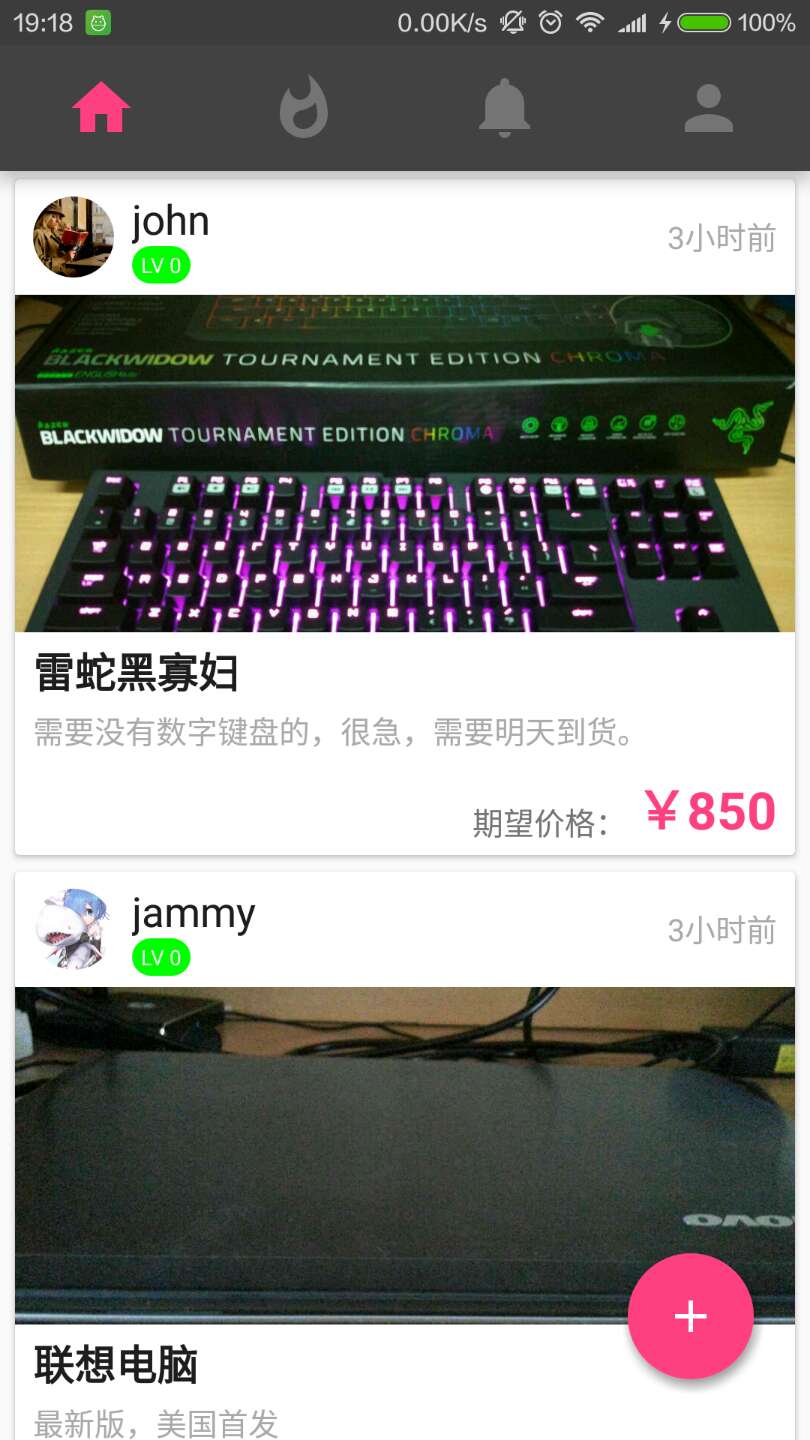 19:18 0.00K/s 100%
john
LV 0
3小时前
RAZER
BLACKWIDOW TOURNAMENT EDITION CHROMA
RAZER
BLACKWIDOW TOURNAMENT EDITION CHROMA
雷蛇黑寡妇
需要没有数字键盘的，很急，需要明天到货。
期望价格： ￥850
jammy
LV 0
3小时前
联想电脑
最新版，美国首发